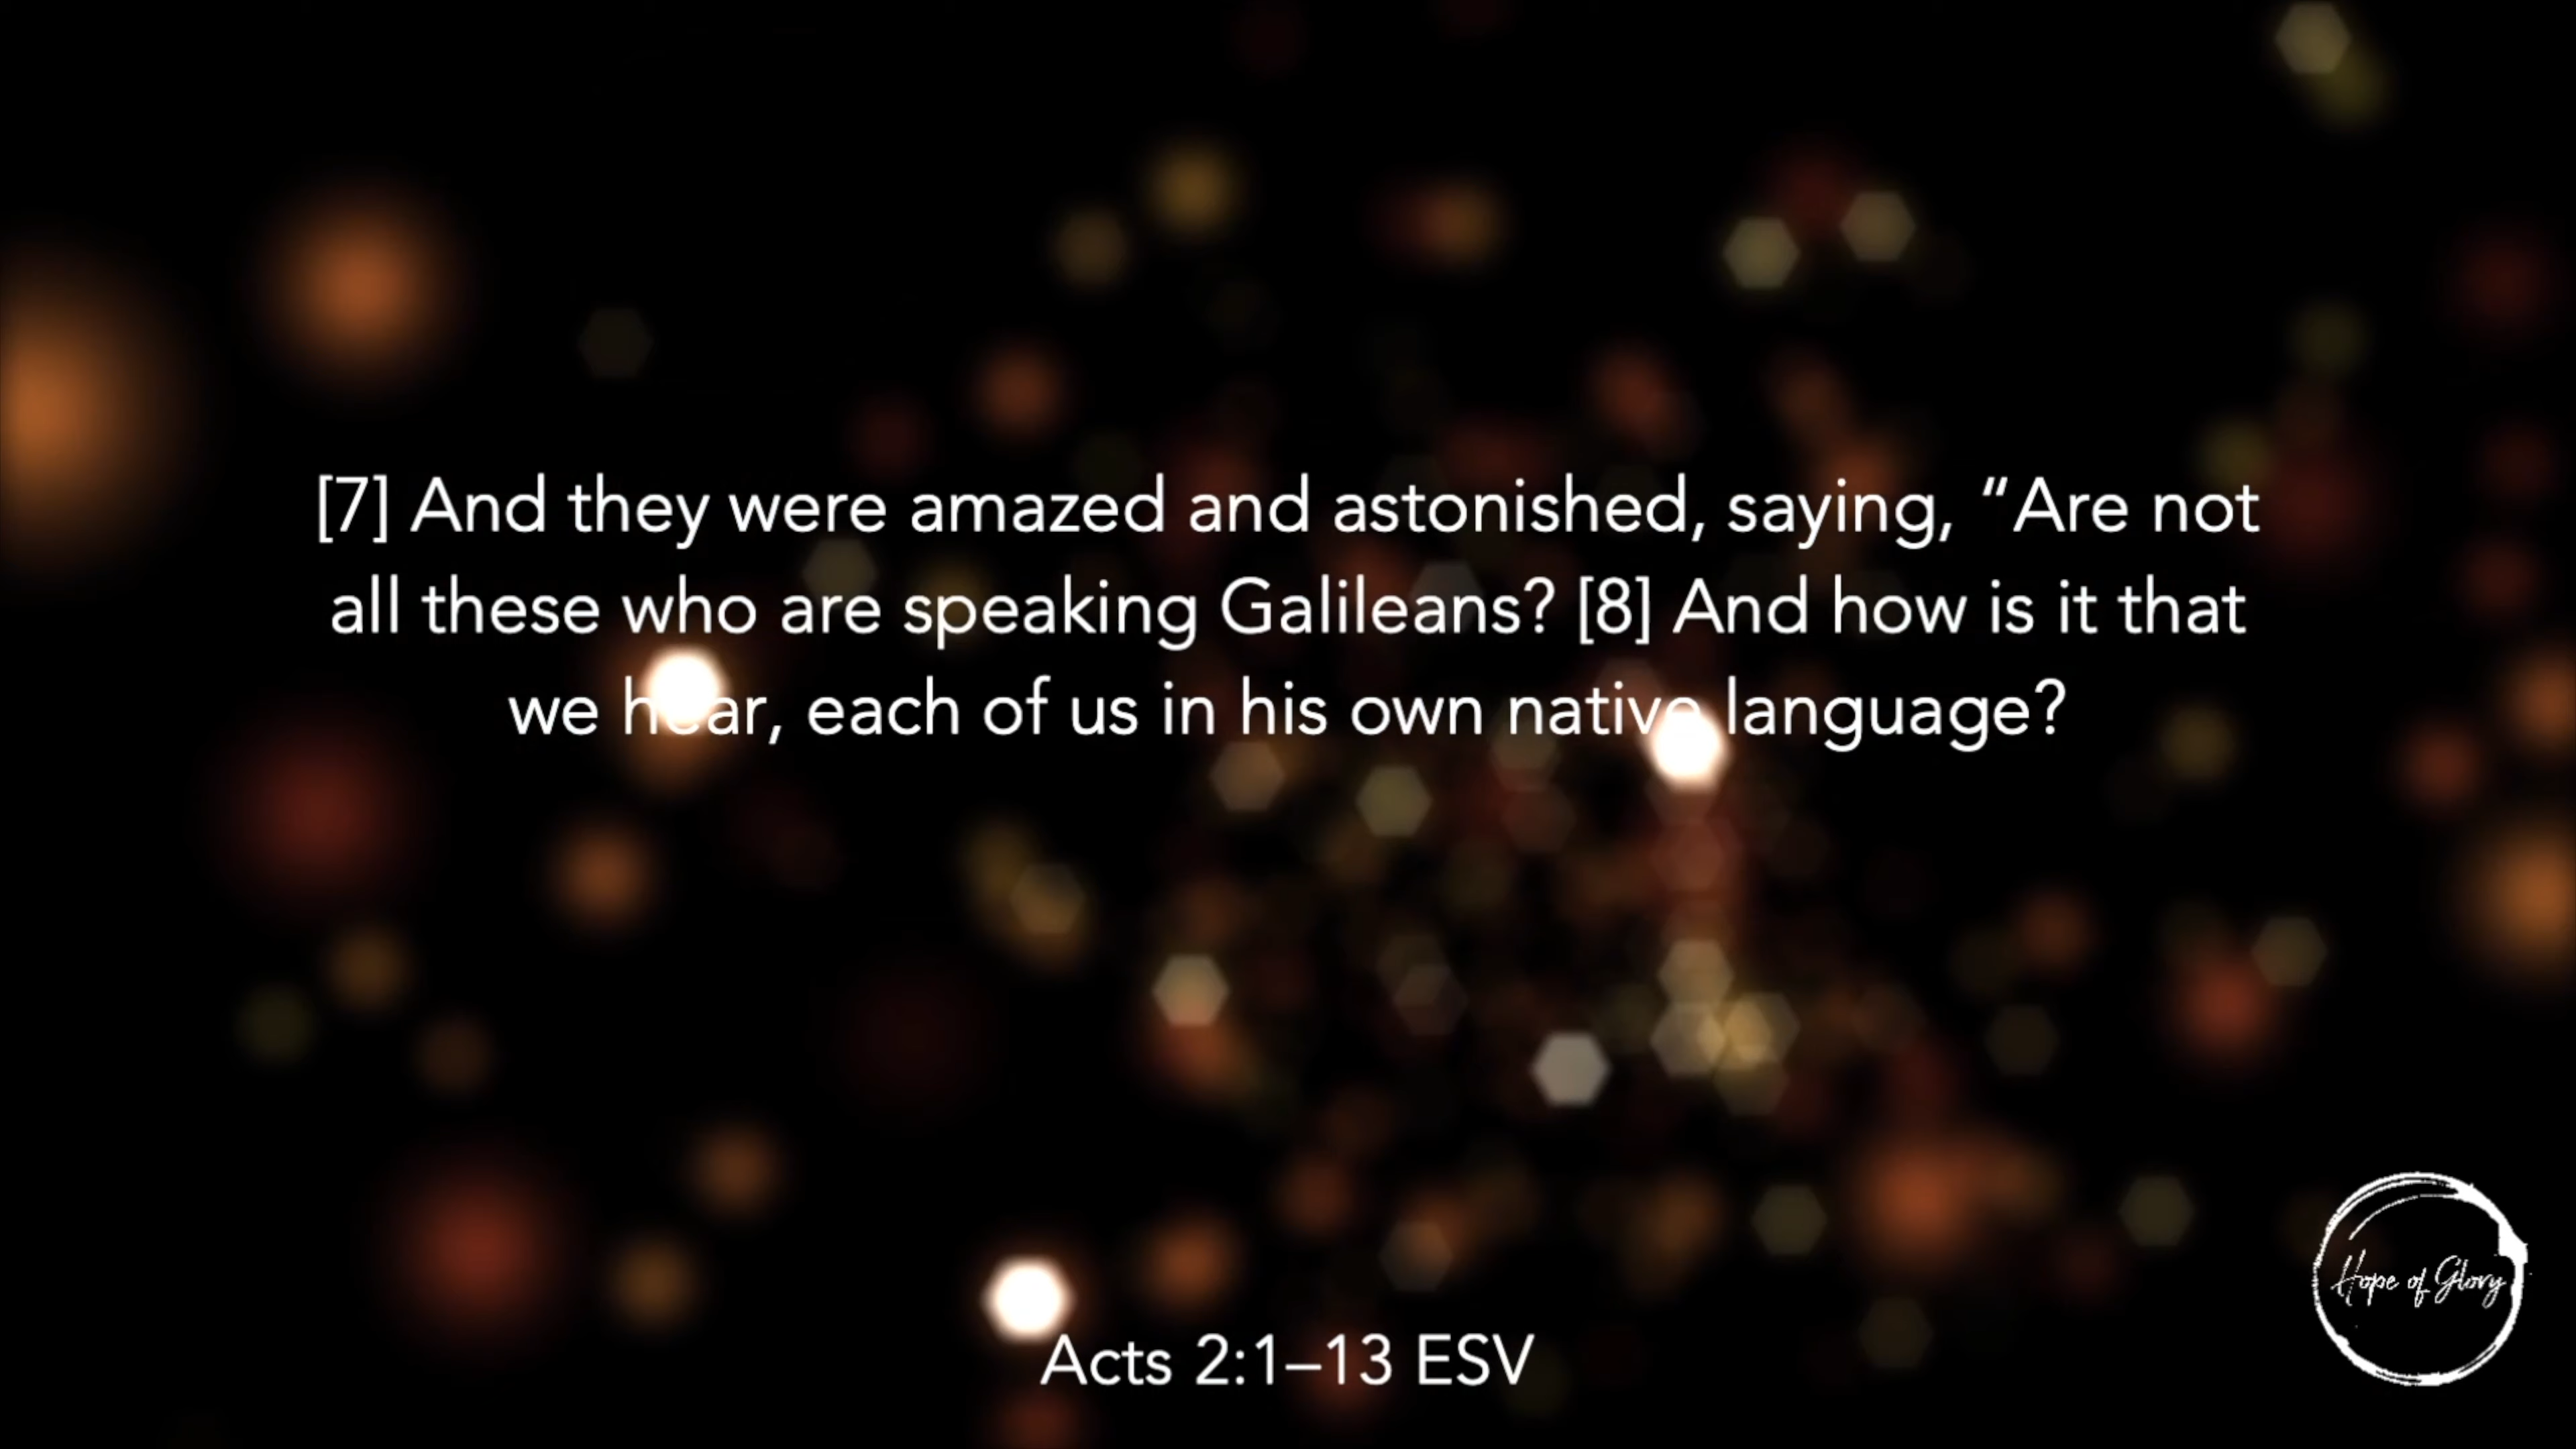 [7] And they were amazed and astonished, saying, “Are not
all these who are speaking Galileans? [8] And how is it that
we hear, each of us in his own native language?
Acts 2:1–13 ESV
Hope of Glory